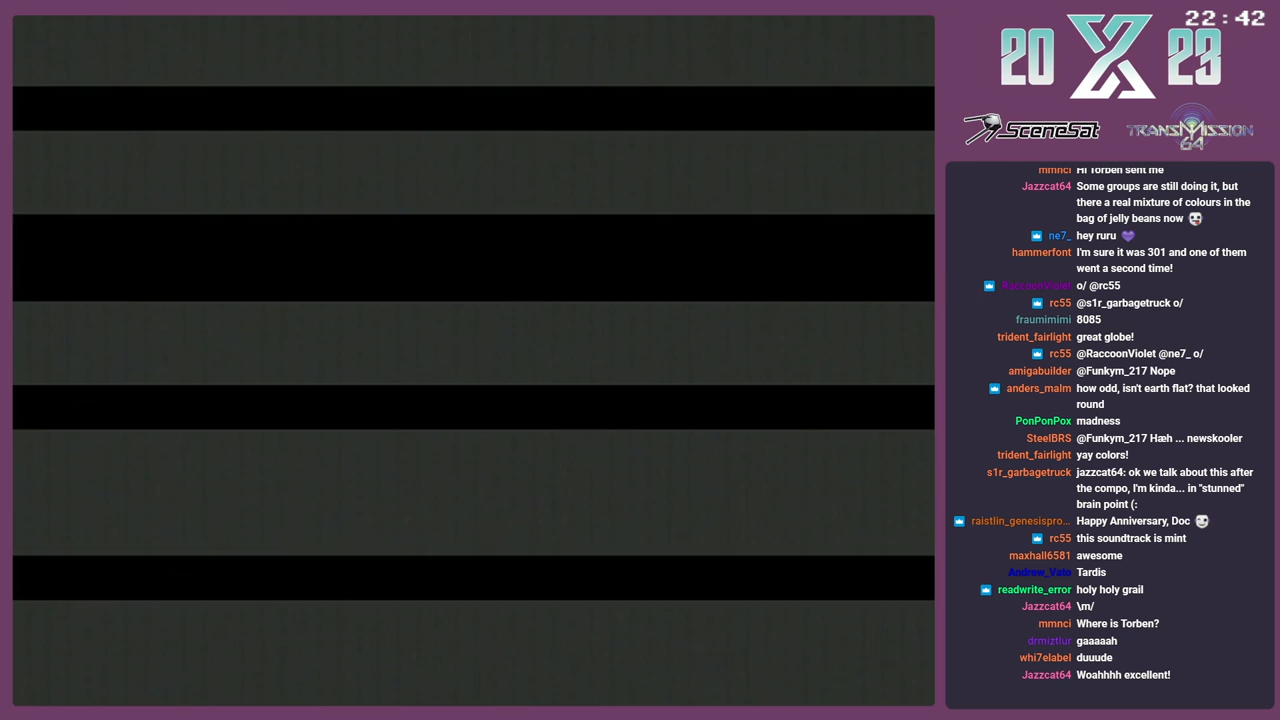 22:42
20 X 23
SceneSat
TRANSMISSION
64
mmnci Hi Torben sent me
Jazzcat64 Some groups are still doing it, but
there a real mixture of colours in the
bag of jelly beans now
ne7_ hey ruru
hammerfont I'm sure it was 301 and one of them
went a second time!
RaccoonViolet o/ @rc55
rc55 @s1r_garbagetruck o/
fraumimimi 8085
trident_fairlight great globe!
rc55 @RaccoonViolet @ne7_ o/
amigabuilder @Funkym_217 Nope
anders_malm how odd, isn't earth flat? that looked
round
PonPonPox madness
SteelBRS @Funkym_217 Hæh ... newskooler
trident_fairlight yay colors!
s1r_garbagetruck jazzcat64: ok we talk about this after
the compo, I'm kinda... in "stunned"
brain point (:
raistlin_genesispro... Happy Anniversary, Doc
rc55 this soundtrack is mint
maxhall6581 awesome
Andrew_Vato Tardis
readwrite_error holy holy grail
Jazzcat64 \m/
mmnci Where is Torben?
drmiztlur gaaaaah
whi7elabel duuude
Jazzcat64 Woahhhh excellent!